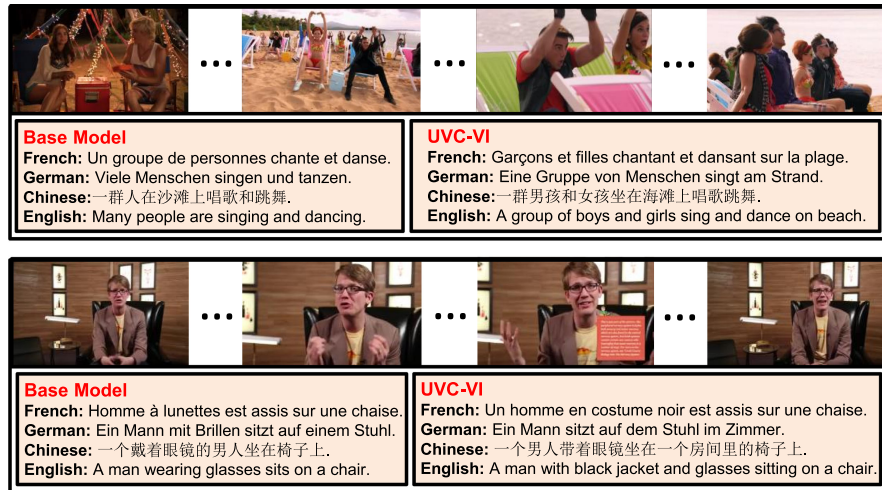 Base Model
French: Un groupe de personnes chante et danse.
German: Viele Menschen singen und tanzen.
Chinese:一群人在沙滩上唱歌和跳舞.
English: Many people are singing and dancing.
UVC-VI
French: Garçons et filles chantant et dansant sur la plage.
German: Eine Gruppe von Menschen singt am Strand.
Chinese:一群男孩和女孩坐在海滩上唱歌跳舞.
English: A group of boys and girls sing and dance on beach.
Base Model
French: Homme à lunettes est assis sur une chaise.
German: Ein Mann mit Brillen sitzt auf einem Stuhl.
Chinese: 一个戴着眼镜的男人坐在椅子上.
English: A man wearing glasses sits on a chair.
UVC-VI
French: Un homme en costume noir est assis sur une chaise.
German: Ein Mann sitzt auf dem Stuhl im Zimmer.
Chinese: 一个男人带着眼镜坐在一个房间里的椅子上.
English: A man with black jacket and glasses sitting on a chair.